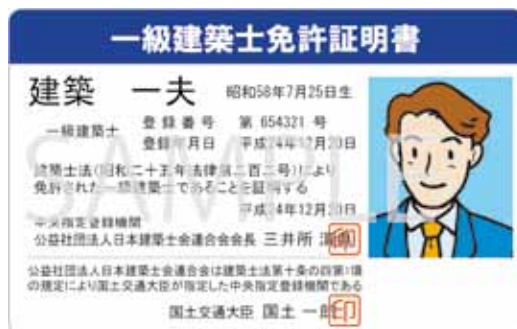 一級建築士免許証明書
建築 一夫 昭和58年7月25日生
一級建築士 登録番号 第 654321 号
登録年月日 平成24年12月20日
建築士法(昭和二十五年法律第二百二号)により
免許された一級建築士であることを証明する
平成24年12月20日
中央指定登録機関
公益社団法人日本建築士会連合会会長 三井所
印
公益社団法人日本建築士会連合会は建築士法第十条の四第1項
の規定により国土交通大臣が指定した中央指定登録機関である
国土交通大臣 国土 一郎 印
SAMPLE